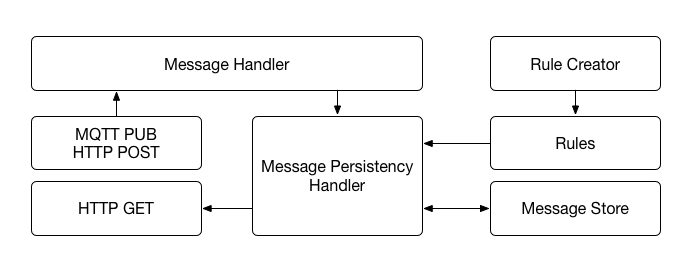 Message Handler
Rule Creator
MQTT PUB
HTTP POST
Message Persistency
Handler
Rules
HTTP GET
Message Store